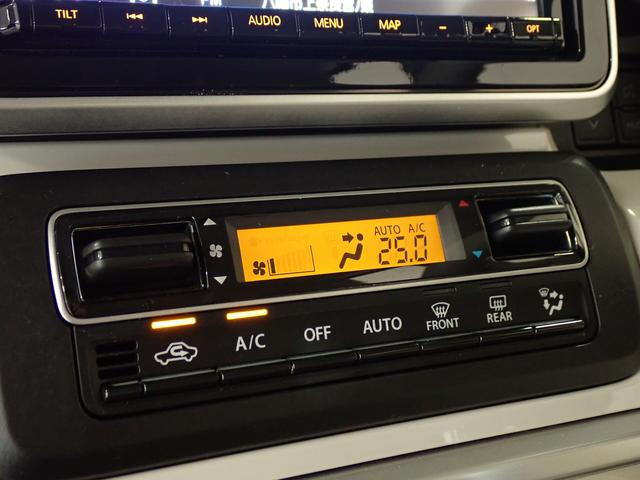 TILT AUDIO MENU MAP - + OPT
AUTO A/C
25.0
A/C OFF AUTO FRONT REAR